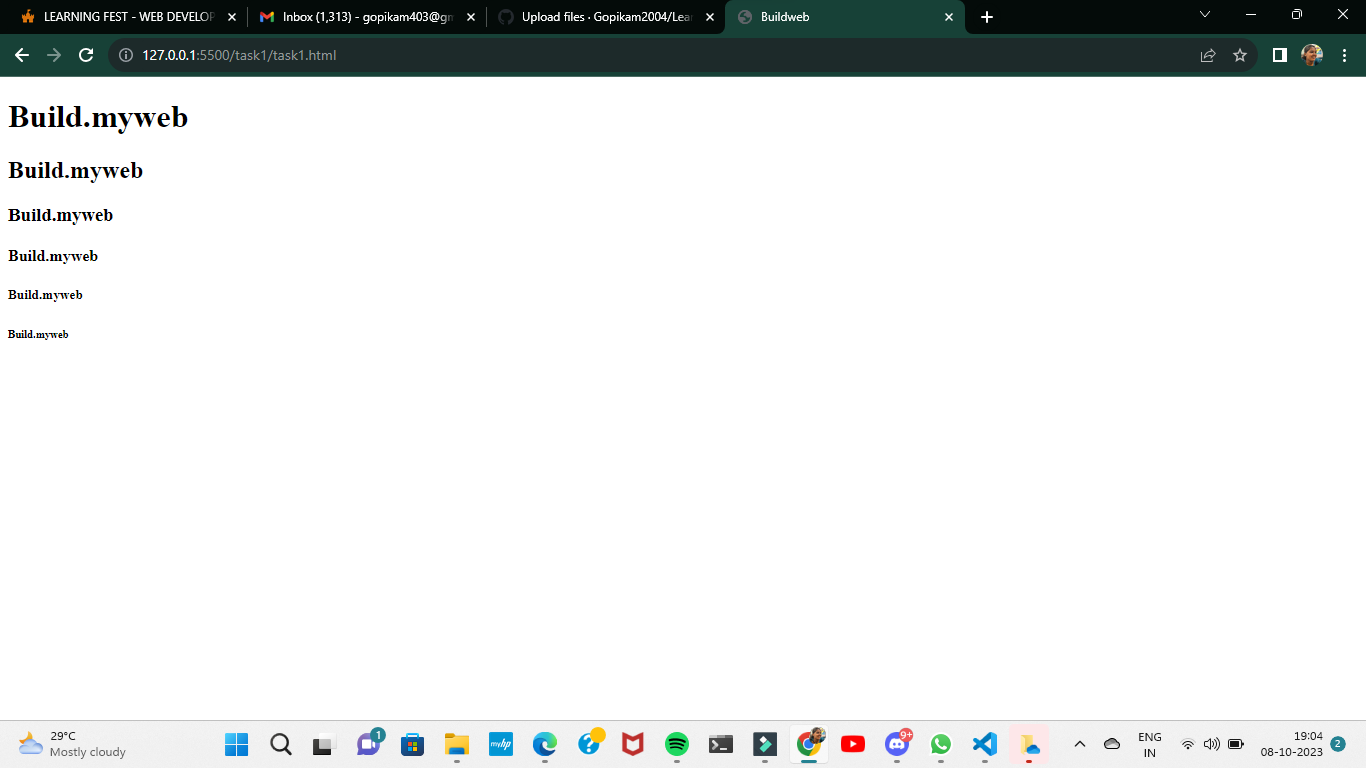 LEARNING FEST - WEB DEVELOP
Inbox (1,313) - gopikam403@gm
Upload files · Gopikam2004/Lea
Buildweb
127.0.0.1:5500/task1/task1.html
Build.myweb
Build.myweb
Build.myweb
Build.myweb
Build.myweb
Build.myweb
29°C
Mostly cloudy
1
myhp
9+
ENG
IN
19:04
08-10-2023
2